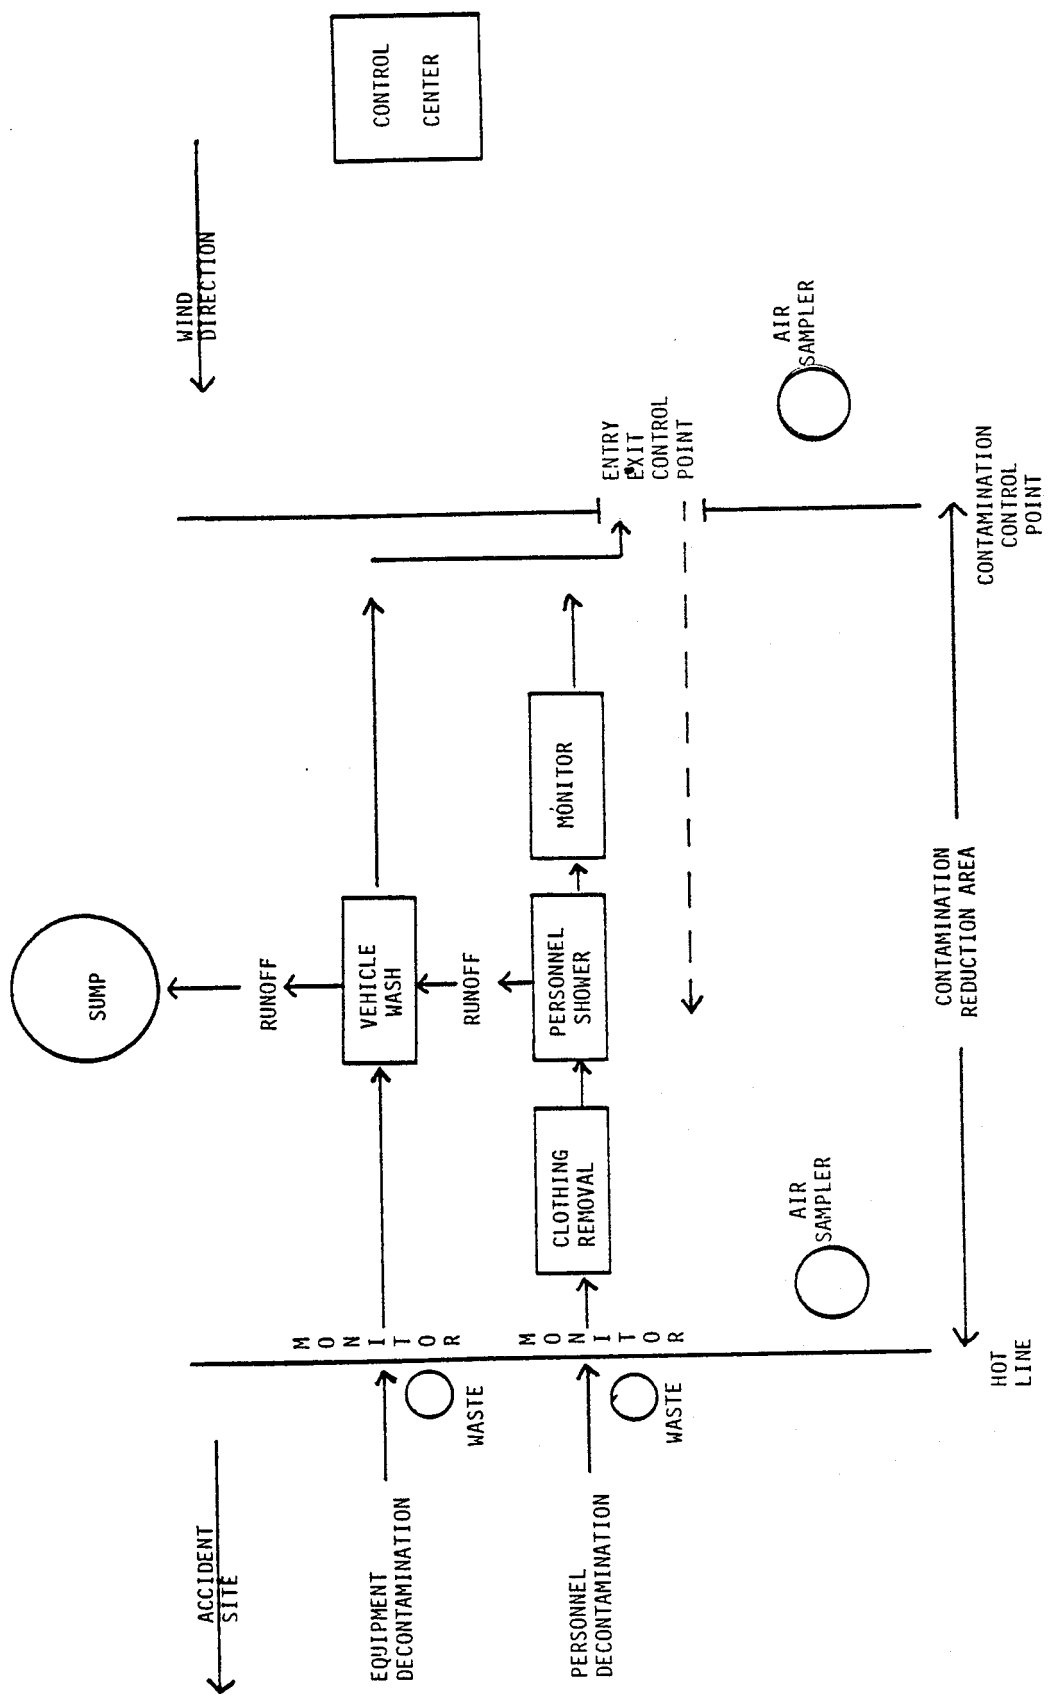 ACCIDENT
SITE
WIND
DIRECTION
CONTROL
CENTER
SUMP
RUNOFF
EQUIPMENT
DECONTAMINATION
WASTE
M
O
N
I
T
O
R
VEHICLE
WASH
RUNOFF
PERSONNEL
DECONTAMINATION
WASTE
M
O
N
I
T
O
R
CLOTHING
REMOVAL
PERSONNEL
SHOWER
MONITOR
ENTRY
EXIT
CONTROL
POINT
AIR
SAMPLER
AIR
SAMPLER
HOT
LINE
CONTAMINATION
REDUCTION AREA
CONTAMINATION
CONTROL
POINT